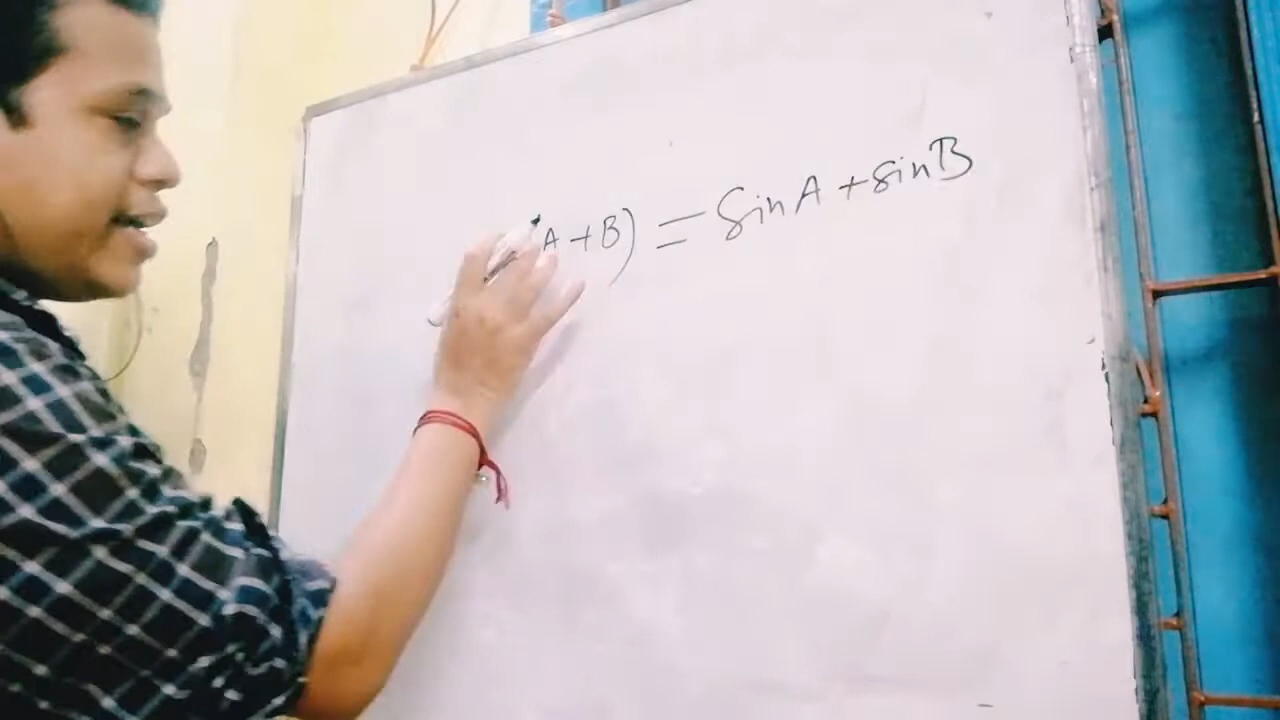 (A+B) = SinA + SinB